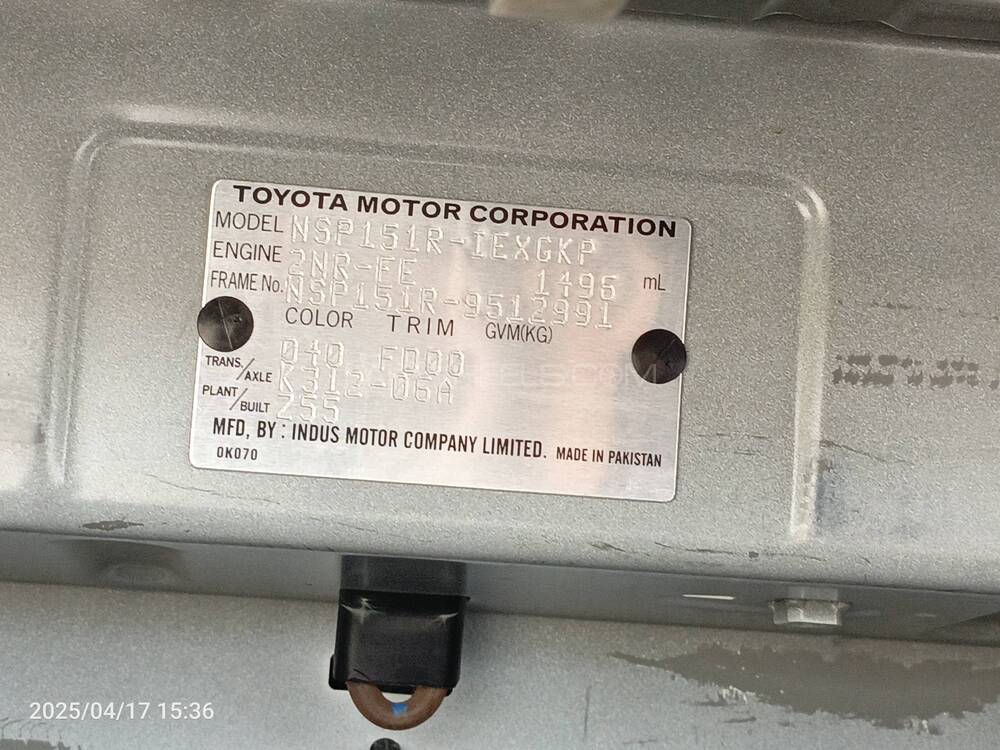 TOYOTA MOTOR CORPORATION
MODEL NSP151R-IEXGKP
ENGINE 2NR-FE 1496 mL
FRAME No. NSP151R-9512991
COLOR TRIM GVM(KG)
040 FD00
TRANS./AXLE K312-06A
PLANT/BUILT Z55
MFD, BY : INDUS MOTOR COMPANY LIMITED. MADE IN PAKISTAN
0K070
2025/04/17 15:36